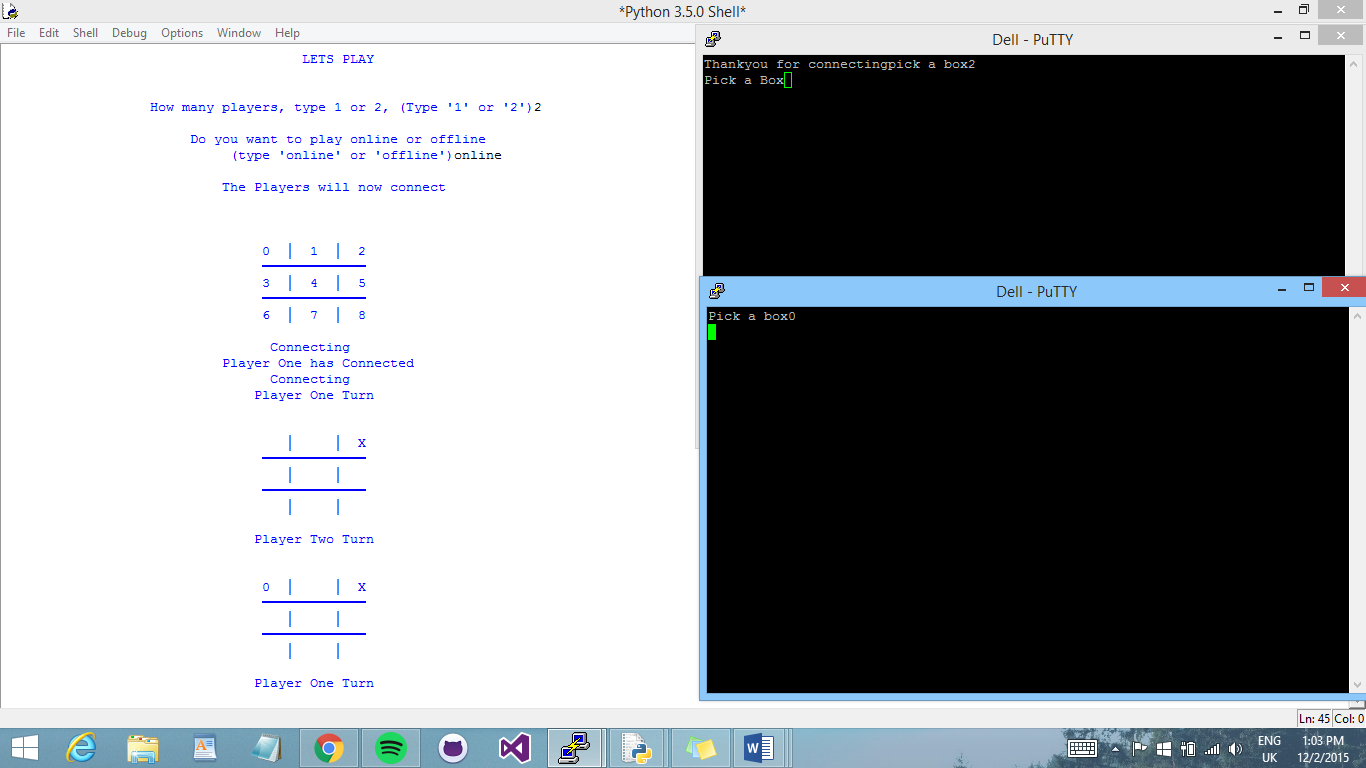 *Python 3.5.0 Shell*
File Edit Shell Debug Options Window Help
LETS PLAY
How many players, type 1 or 2, (Type '1' or '2')2
Do you want to play online or offline
(type 'online' or 'offline')online
The Players will now connect
0 | 1 | 2
3 | 4 | 5
6 | 7 | 8
Connecting
Player One has Connected
Connecting
Player One Turn
| | X
| |
| |
Player Two Turn
0 | | X
| |
| |
Player One Turn
Dell - PuTTY
Thankyou for connectingpick a box2
Pick a Box
Dell - PuTTY
Pick a box0
Ln: 45 Col: 0
ENG
UK
1:03 PM
12/2/2015